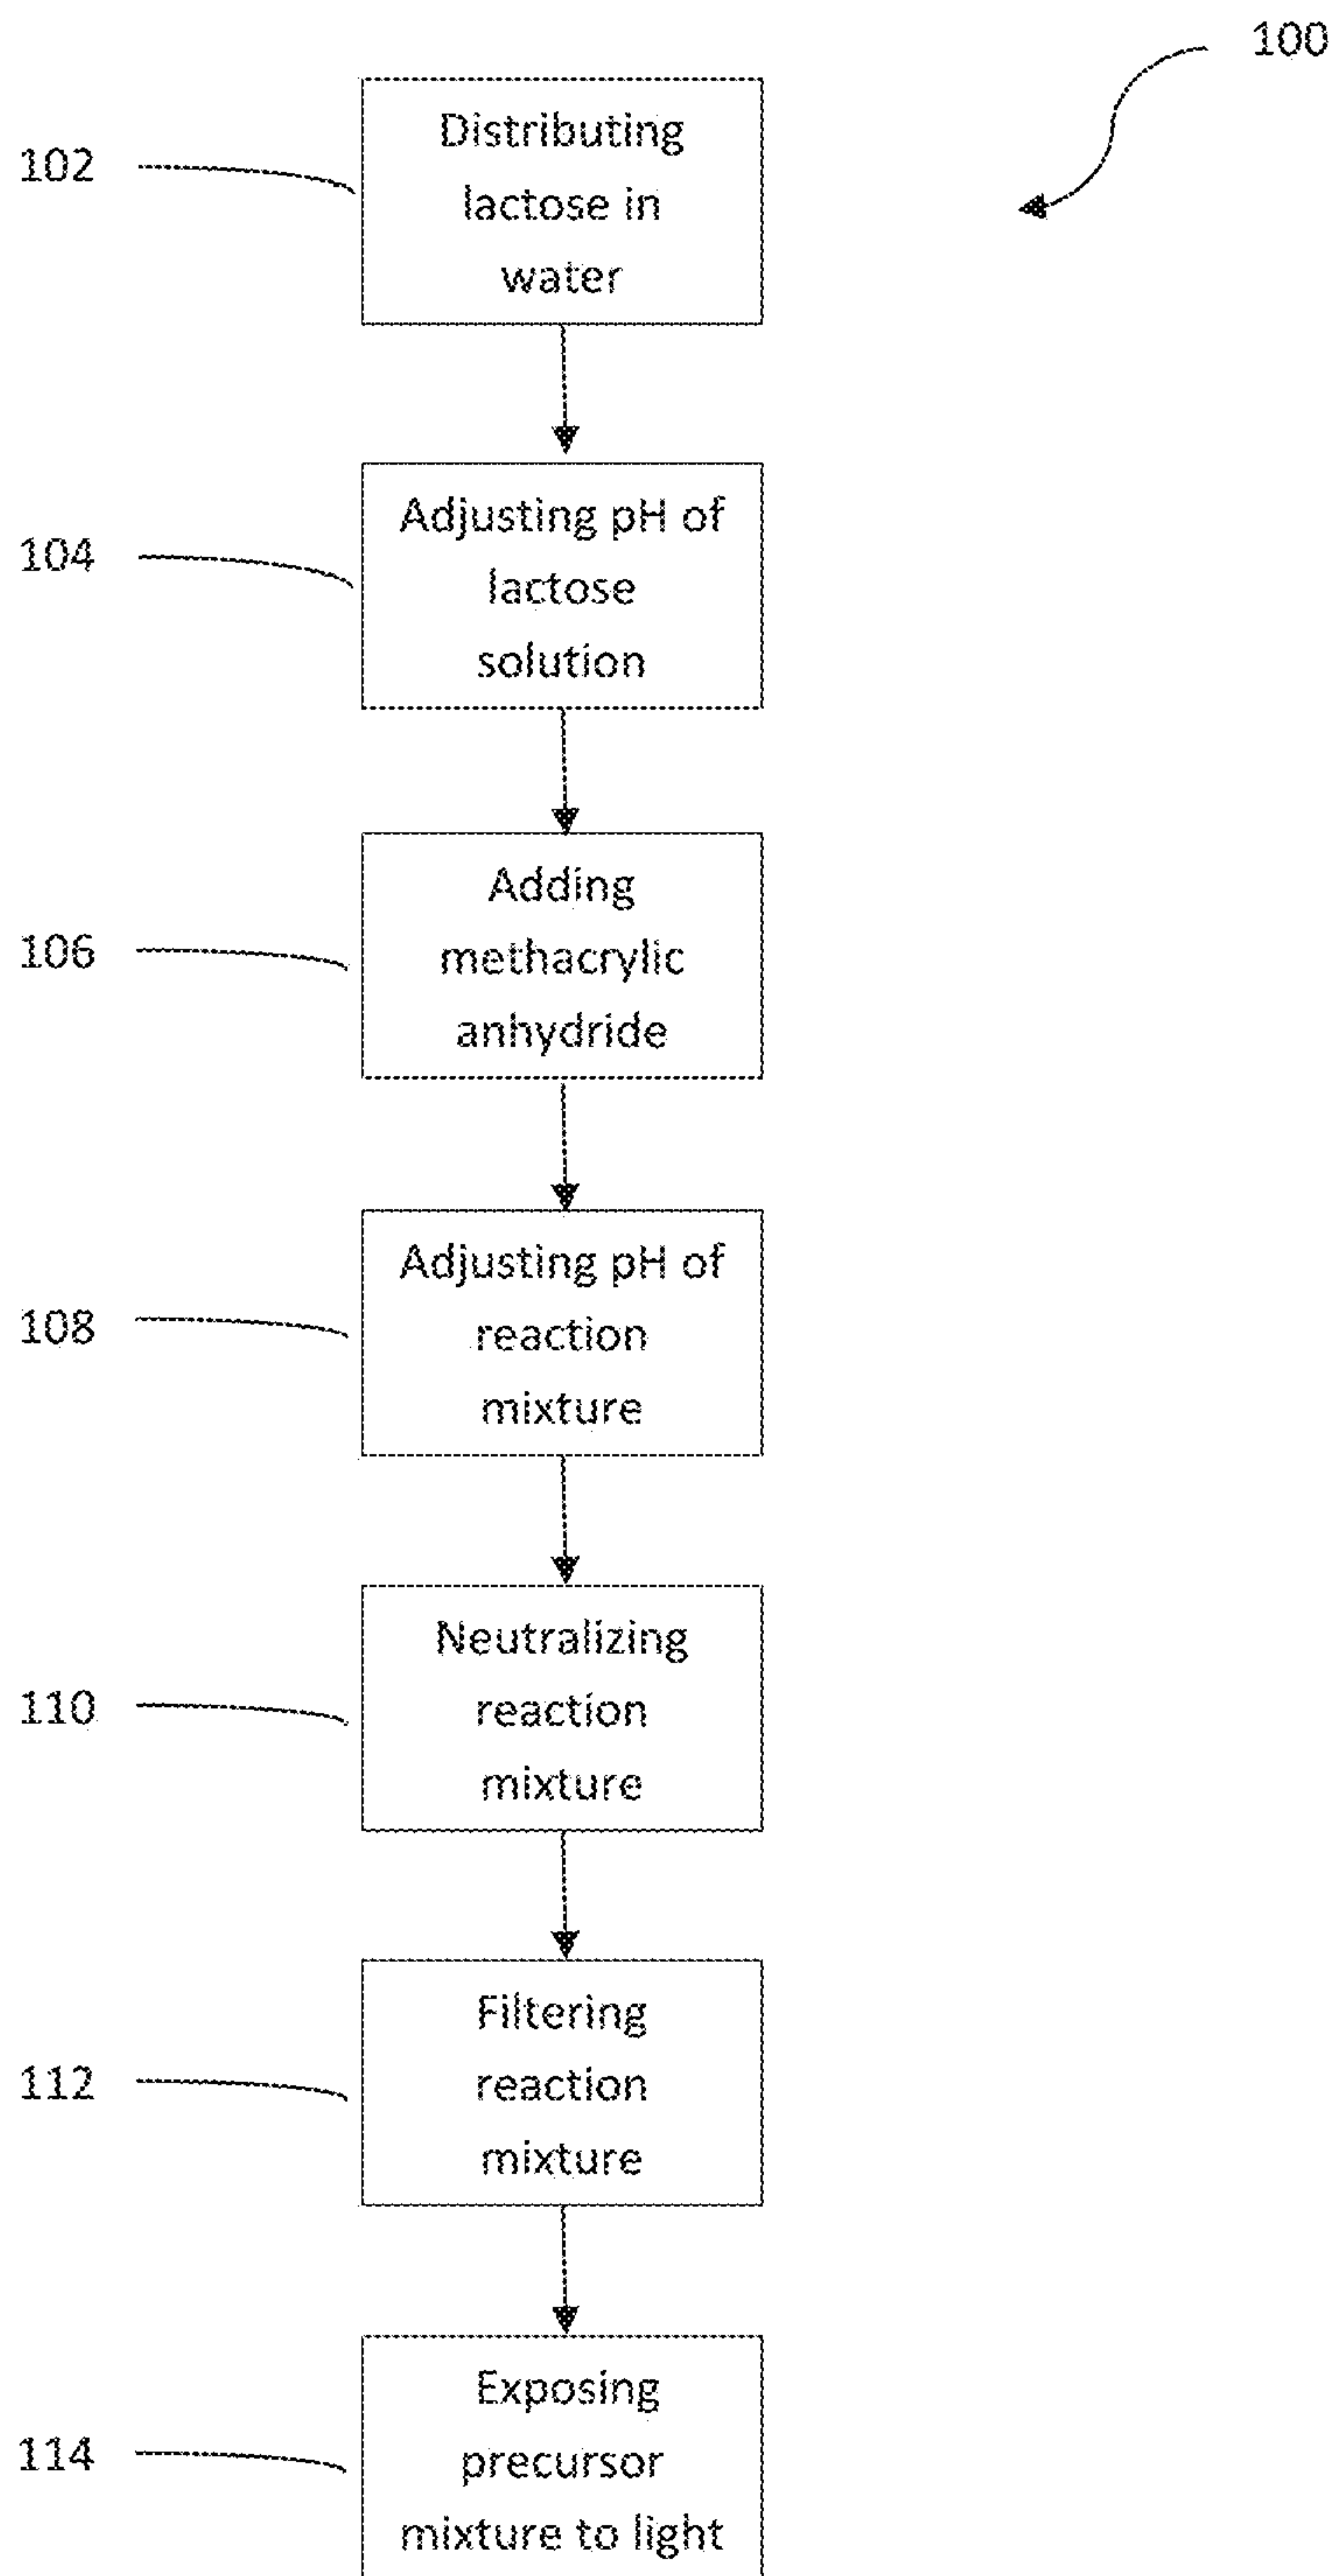 100
102
Distributing
lactose in
water
104
Adjusting pH of
lactose
solution
106
Adding
methacrylic
anhydride
108
Adjusting pH of
reaction
mixture
110
Neutralizing
reaction
mixture
112
Filtering
reaction
mixture
114
Exposing
precursor
mixture to light